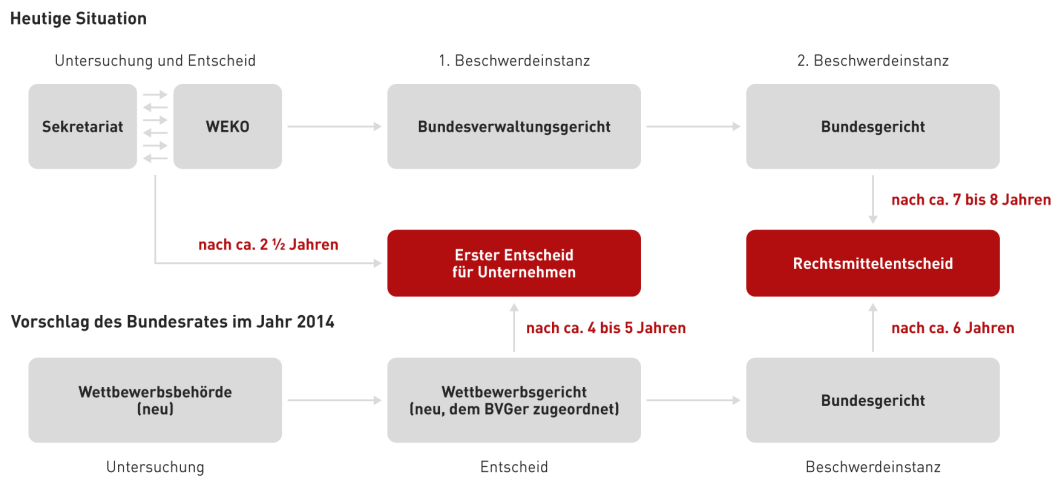 Heutige Situation
Untersuchung und Entscheid
1. Beschwerdeinstanz
2. Beschwerdeinstanz
Sekretariat
WEKO
Bundesverwaltungsgericht
Bundesgericht
nach ca. 7 bis 8 Jahren
nach ca. 2 ½ Jahren
Erster Entscheid
für Unternehmen
Rechtsmittelentscheid
Vorschlag des Bundesrates im Jahr 2014
nach ca. 4 bis 5 Jahren
nach ca. 6 Jahren
Wettbewerbsbehörde
(neu)
Wettbewerbsgericht
(neu, dem BVGer zugeordnet)
Bundesgericht
Untersuchung
Entscheid
Beschwerdeinstanz